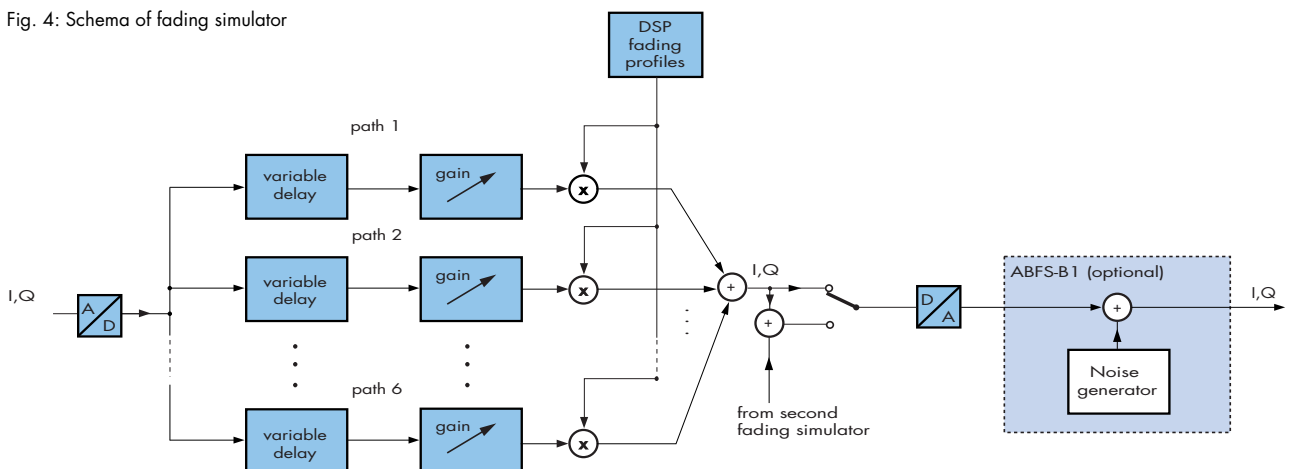 Fig. 4: Schema of fading simulator
DSP
fading
profiles
path 1
variable
delay
gain
x
path 2
variable
delay
gain
x
I,Q
A
D
+
I,Q
+
D
A
ABFS-B1 (optional)
+
I,Q
Noise
generator
path 6
variable
delay
gain
x
from second
fading simulator